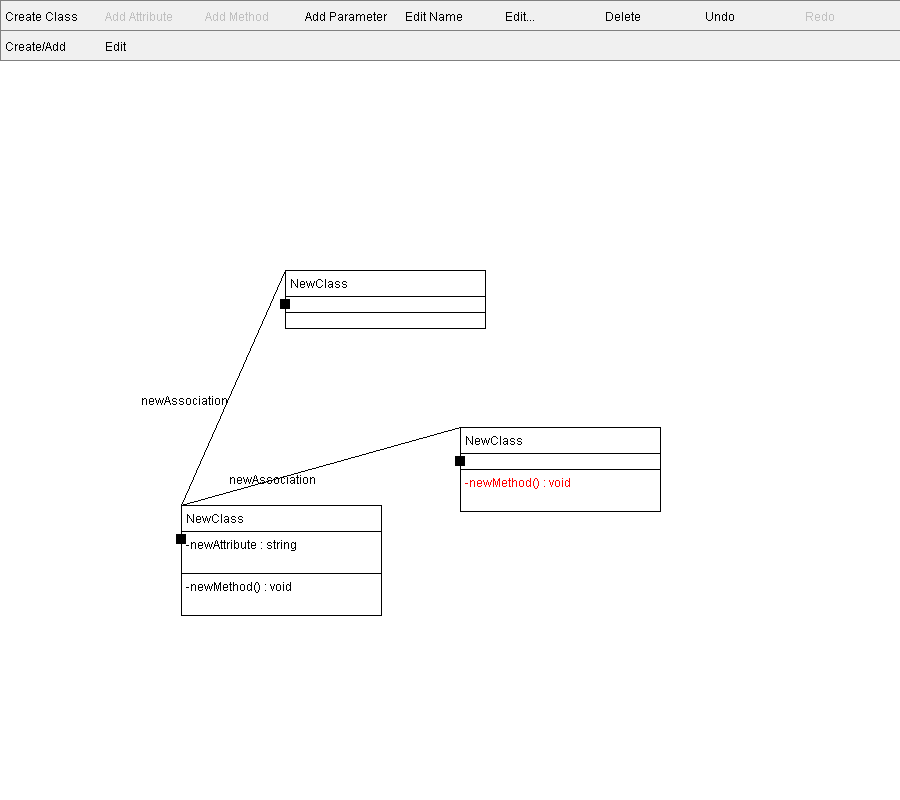 Create Class Add Attribute Add Method Add Parameter Edit Name Edit... Delete Undo Redo
Create/Add Edit
NewClass
newAssociation
NewClass
newAssociation
-newMethod() : void
NewClass
-newAttribute : string
-newMethod() : void